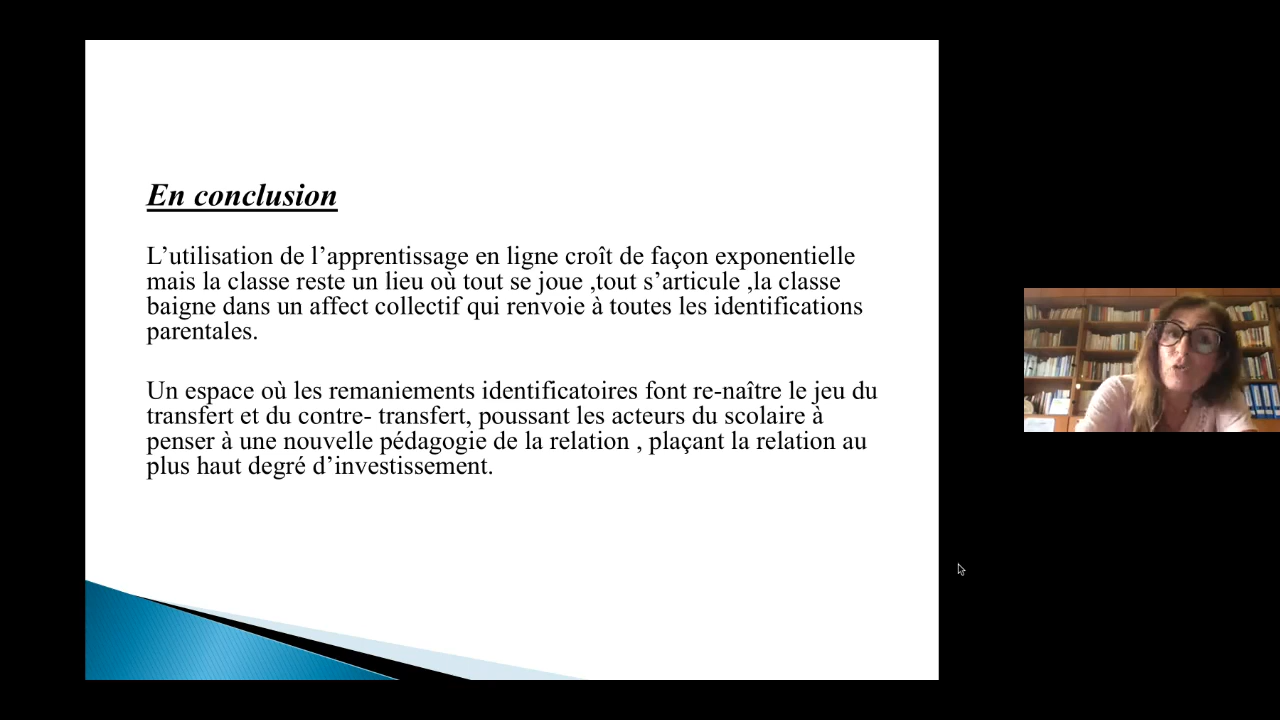 En conclusion
L’utilisation de l’apprentissage en ligne croît de façon exponentielle
mais la classe reste un lieu où tout se joue ,tout s’articule ,la classe
baigne dans un affect collectif qui renvoie à toutes les identifications
parentales.
Un espace où les remaniements identificatoires font re-naître le jeu du
transfert et du contre- transfert, poussant les acteurs du scolaire à
penser à une nouvelle pédagogie de la relation , plaçant la relation au
plus haut degré d’investissement.